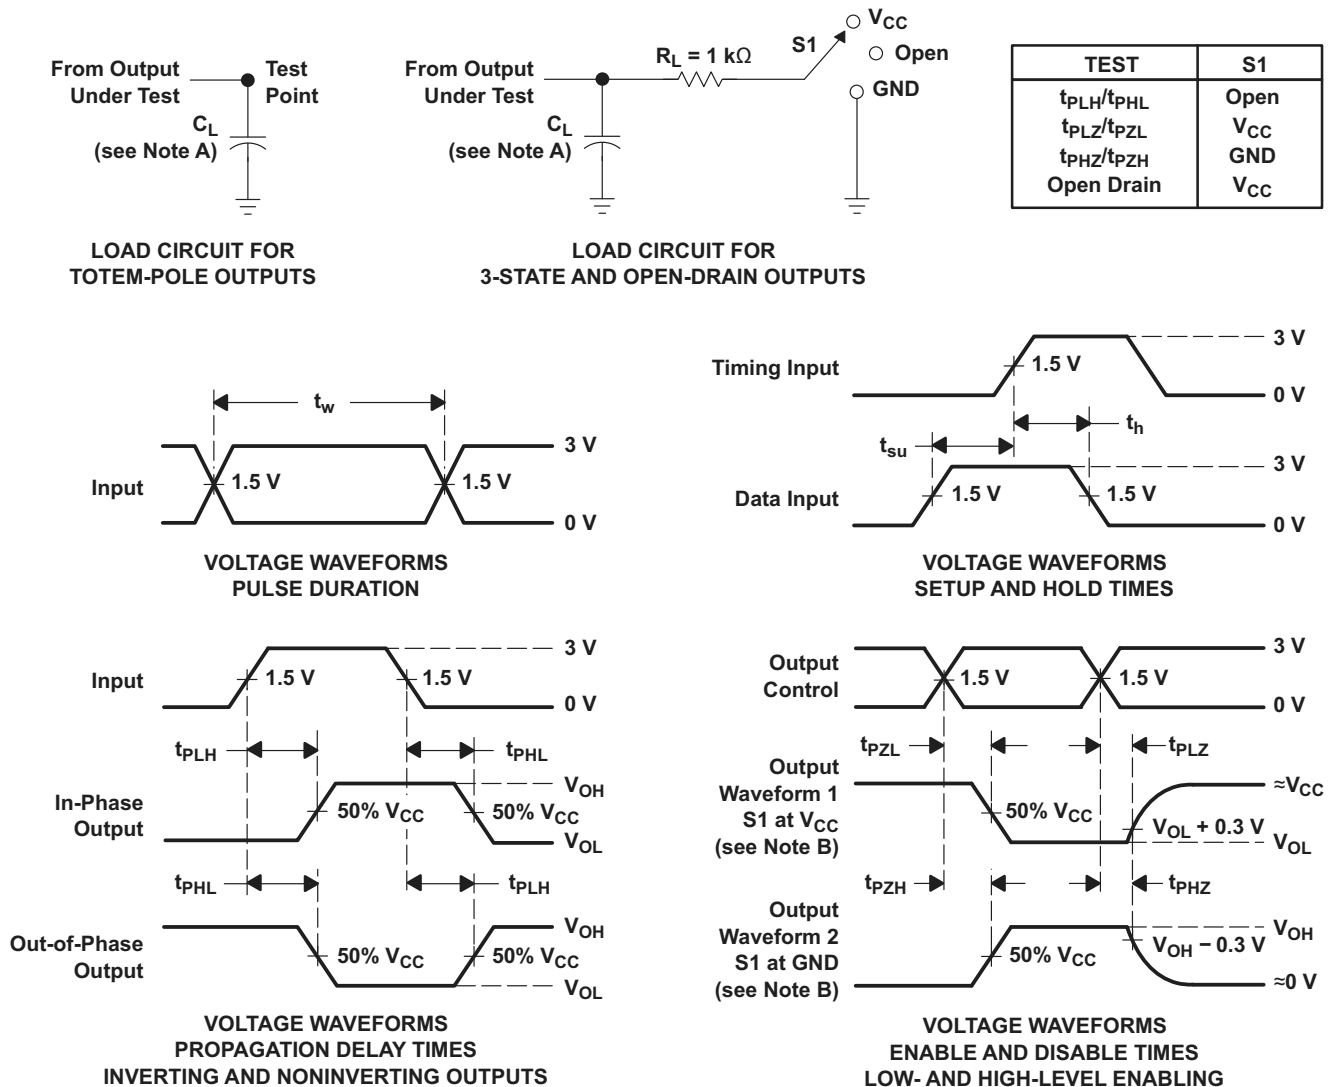 From Output
Under Test
Test
Point
CL
(see Note A)
LOAD CIRCUIT FOR
TOTEM-POLE OUTPUTS
From Output
Under Test
RL = 1 kΩ
S1
VCC
Open
GND
CL
(see Note A)
LOAD CIRCUIT FOR
3-STATE AND OPEN-DRAIN OUTPUTS
TEST S1
tPLH/tPHL Open
tPLZ/tPZL VCC
tPHZ/tPZH GND
Open Drain VCC
tw
Input
1.5 V
1.5 V
3 V
0 V
VOLTAGE WAVEFORMS
PULSE DURATION
Timing Input
1.5 V
3 V
0 V
th
tsu
Data Input
1.5 V
1.5 V
3 V
0 V
VOLTAGE WAVEFORMS
SETUP AND HOLD TIMES
Input
1.5 V
1.5 V
3 V
0 V
tPLH
tPHL
In-Phase
Output
50% VCC
50% VCC
VOH
VOL
tPHL
tPLH
Out-of-Phase
Output
50% VCC
50% VCC
VOH
VOL
VOLTAGE WAVEFORMS
PROPAGATION DELAY TIMES
INVERTING AND NONINVERTING OUTPUTS
Output
Control
1.5 V
1.5 V
3 V
0 V
tPZL
tPLZ
Output
Waveform 1
S1 at VCC
(see Note B)
50% VCC
≈VCC
VOL + 0.3 V
VOL
tPZH
tPHZ
Output
Waveform 2
S1 at GND
(see Note B)
50% VCC
VOH
VOH − 0.3 V
≈0 V
VOLTAGE WAVEFORMS
ENABLE AND DISABLE TIMES
LOW- AND HIGH-LEVEL ENABLING